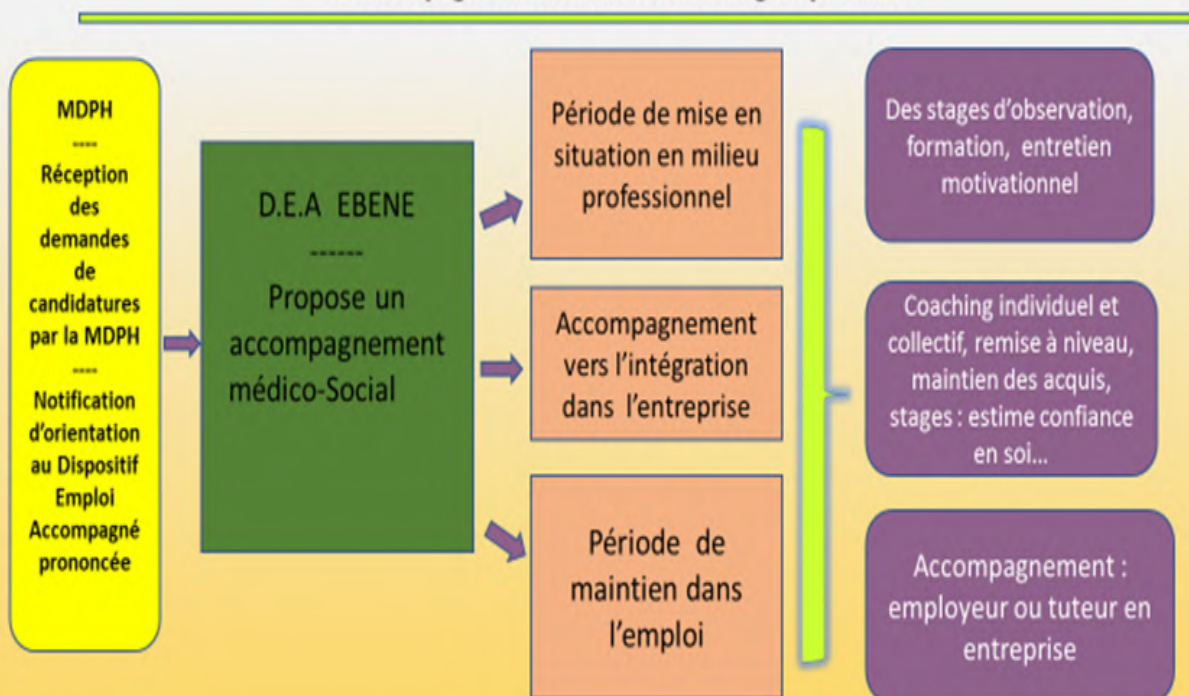 MDPH
----
Réception
des
demandes
de
candidatures
par la MDPH
----
Notification
d'orientation
au Dispositif
Emploi
Accompagné
prononcée
D.E.A EBENE
------
Propose un
accompagnement
médico-Social
Période de mise en
situation en milieu
professionnel
Accompagnement
vers l'intégration
dans l'entreprise
Période de
maintien dans
l'emploi
Des stages d'observation,
formation, entretien
motivationnel
Coaching individuel et
collectif, remise à niveau,
maintien des acquis,
stages : estime confiance
en soi...
Accompagnement :
employeur ou tuteur en
entreprise